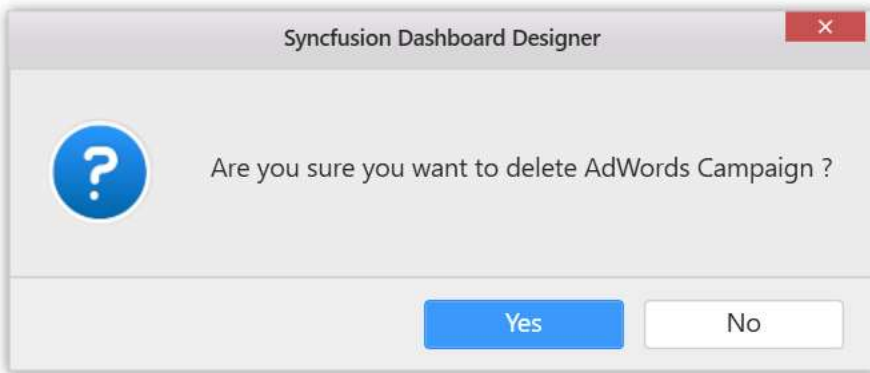 Syncfusion Dashboard Designer
Are you sure you want to delete AdWords Campaign ?
Yes
No